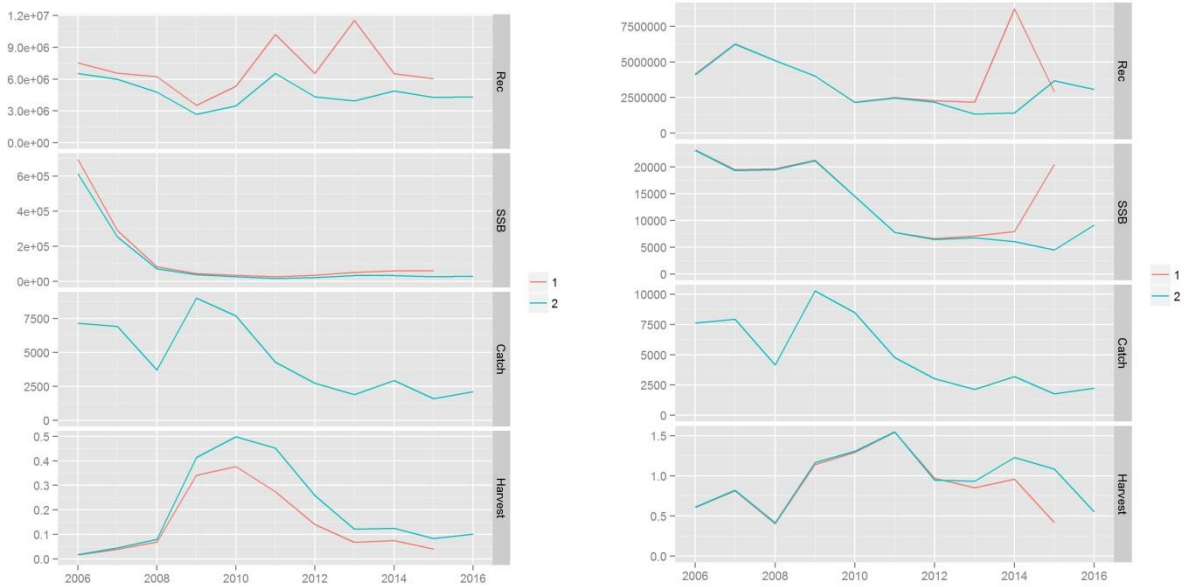 1.2e+07
9.0e+06
6.0e+06
3.0e+06
0.0e+00
Rec
6e+05
4e+05
2e+05
0e+00
SSB
7500
5000
2500
0
Catch
0.5
0.4
0.3
0.2
0.1
0.0
Harvest
2006 2008 2010 2012 2014 2016
1
2
7500000
5000000
2500000
0
Rec
20000
15000
10000
5000
0
SSB
10000
7500
5000
2500
0
Catch
1.5
1.0
0.5
0.0
Harvest
2006 2008 2010 2012 2014 2016
1
2